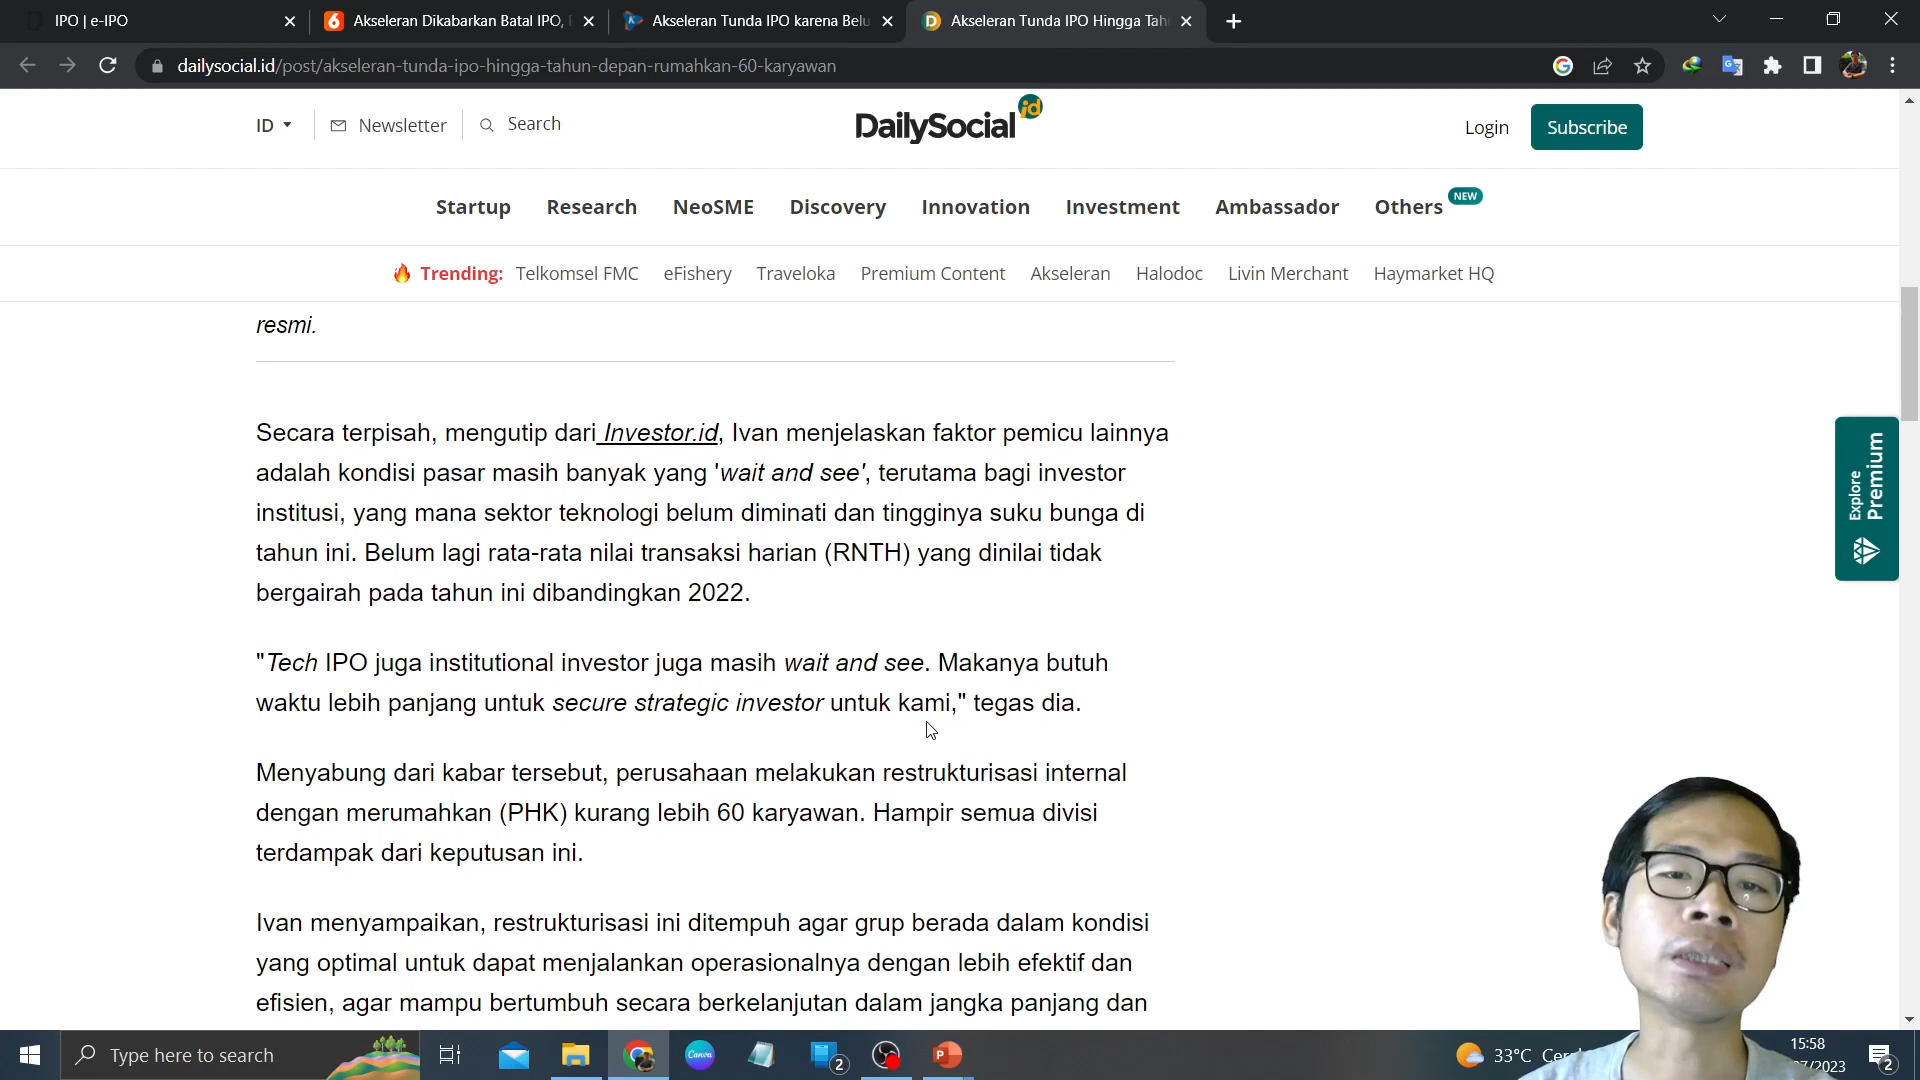 IPO | e-IPO
Akseleran Dikabarkan Batal IPO,
Akseleran Tunda IPO karena Belu
Akseleran Tunda IPO Hingga Tah
dailysocial.id/post/akseleran-tunda-ipo-hingga-tahun-depan-rumahkan-60-karyawan
ID
Newsletter
Search
DailySocial id
Login
Subscribe
Startup
Research
NeoSME
Discovery
Innovation
Investment
Ambassador
Others
NEW
Trending: Telkomsel FMC eFishery Traveloka Premium Content Akseleran Halodoc Livin Merchant Haymarket HQ
resmi.
Secara terpisah, mengutip dari Investor.id, Ivan menjelaskan faktor pemicu lainnya
adalah kondisi pasar masih banyak yang 'wait and see', terutama bagi investor
institusi, yang mana sektor teknologi belum diminati dan tingginya suku bunga di
tahun ini. Belum lagi rata-rata nilai transaksi harian (RNTH) yang dinilai tidak
bergairah pada tahun ini dibandingkan 2022.
"Tech IPO juga institutional investor juga masih wait and see. Makanya butuh
waktu lebih panjang untuk secure strategic investor untuk kami," tegas dia.
Menyabung dari kabar tersebut, perusahaan melakukan restrukturisasi internal
dengan merumahkan (PHK) kurang lebih 60 karyawan. Hampir semua divisi
terdampak dari keputusan ini.
Ivan menyampaikan, restrukturisasi ini ditempuh agar grup berada dalam kondisi
yang optimal untuk dapat menjalankan operasionalnya dengan lebih efektif dan
efisien, agar mampu bertumbuh secara berkelanjutan dalam jangka panjang dan
Explore
Premium
Type here to search
Canva
2
P
33°C
15:58
7/2023
2